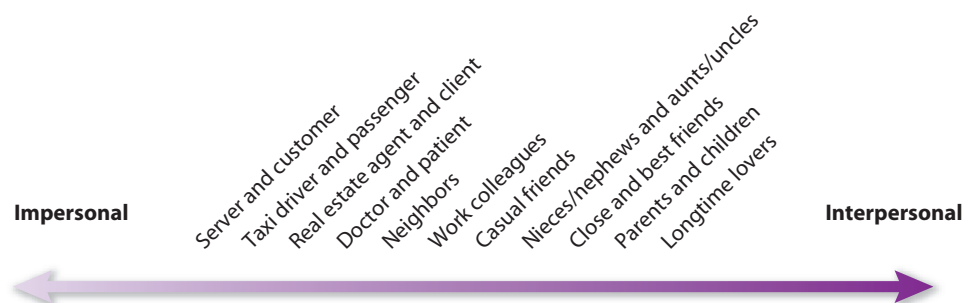 Impersonal
Server and customer
Taxi driver and passenger
Real estate agent and client
Doctor and patient
Neighbors
Work colleagues
Casual friends
Nieces/nephews and aunts/uncles
Close and best friends
Parents and children
Longtime lovers
Interpersonal